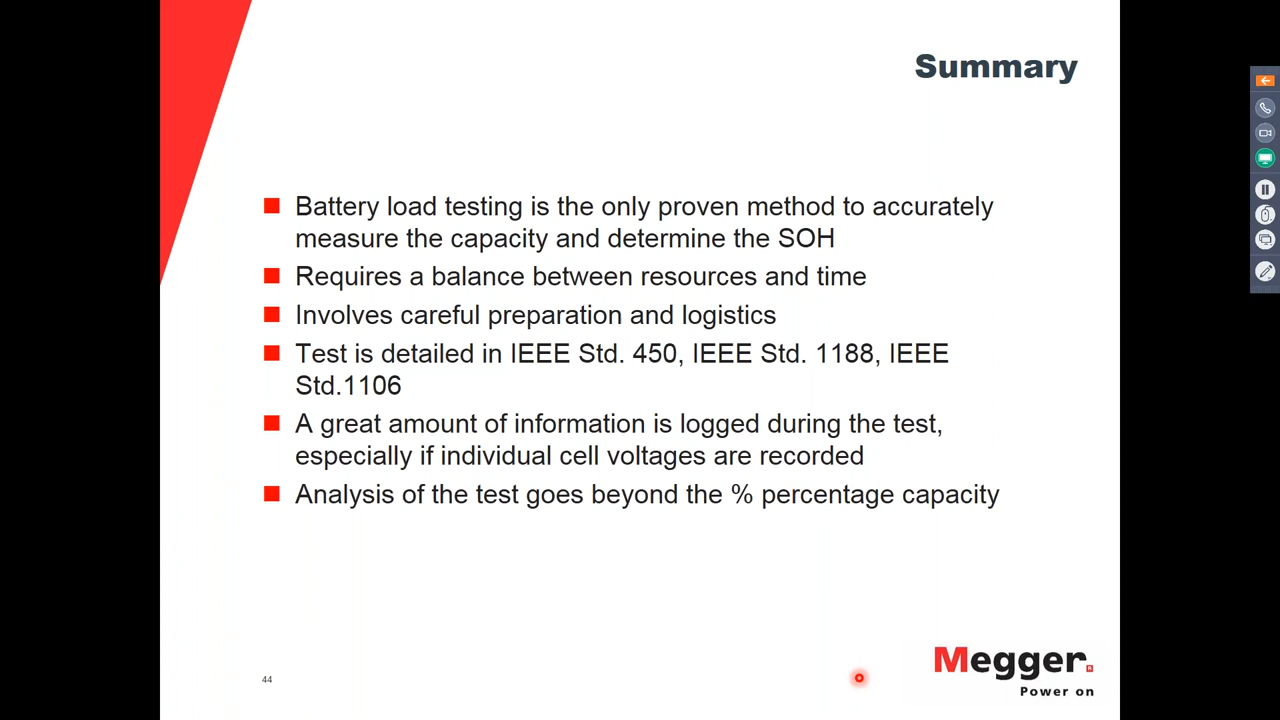 Summary
Battery load testing is the only proven method to accurately
measure the capacity and determine the SOH
Requires a balance between resources and time
Involves careful preparation and logistics
Test is detailed in IEEE Std. 450, IEEE Std. 1188, IEEE
Std.1106
A great amount of information is logged during the test,
especially if individual cell voltages are recorded
Analysis of the test goes beyond the % percentage capacity
44
Megger.
Power on